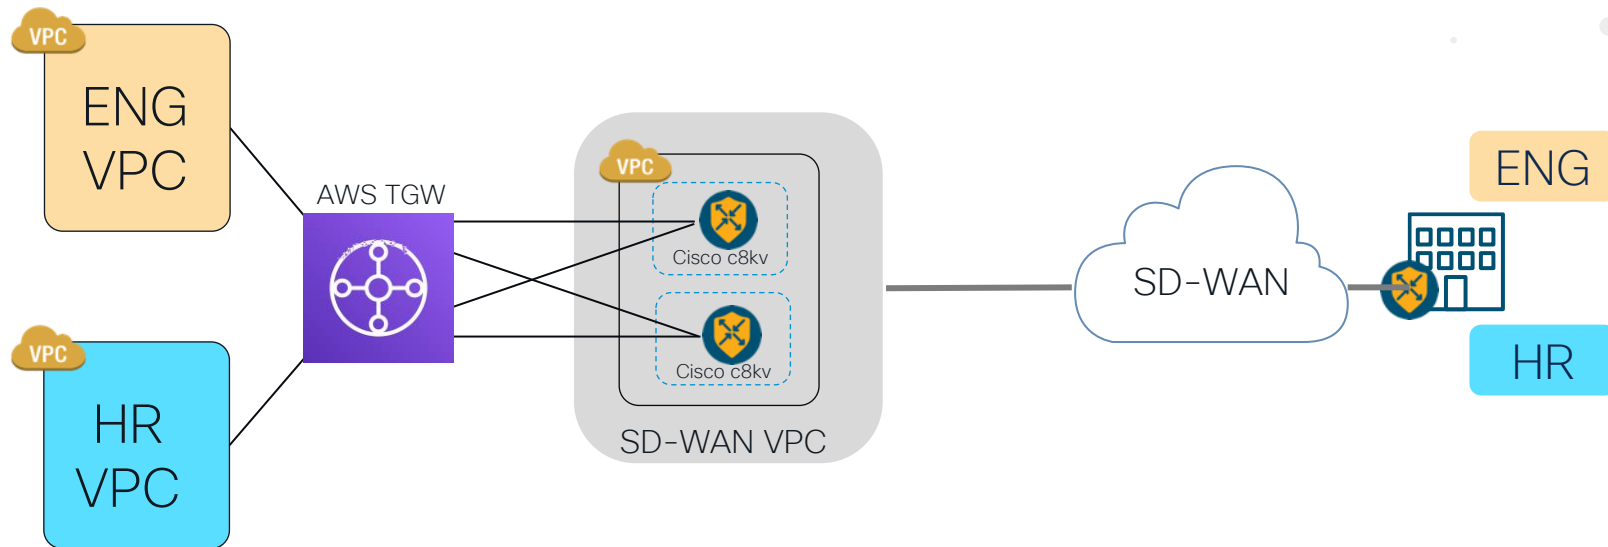 VPC
ENG
VPC
AWS TGW
VPC
HR
VPC
VPC
Cisco c8kv
Cisco c8kv
SD-WAN VPC
SD-WAN
ENG
HR